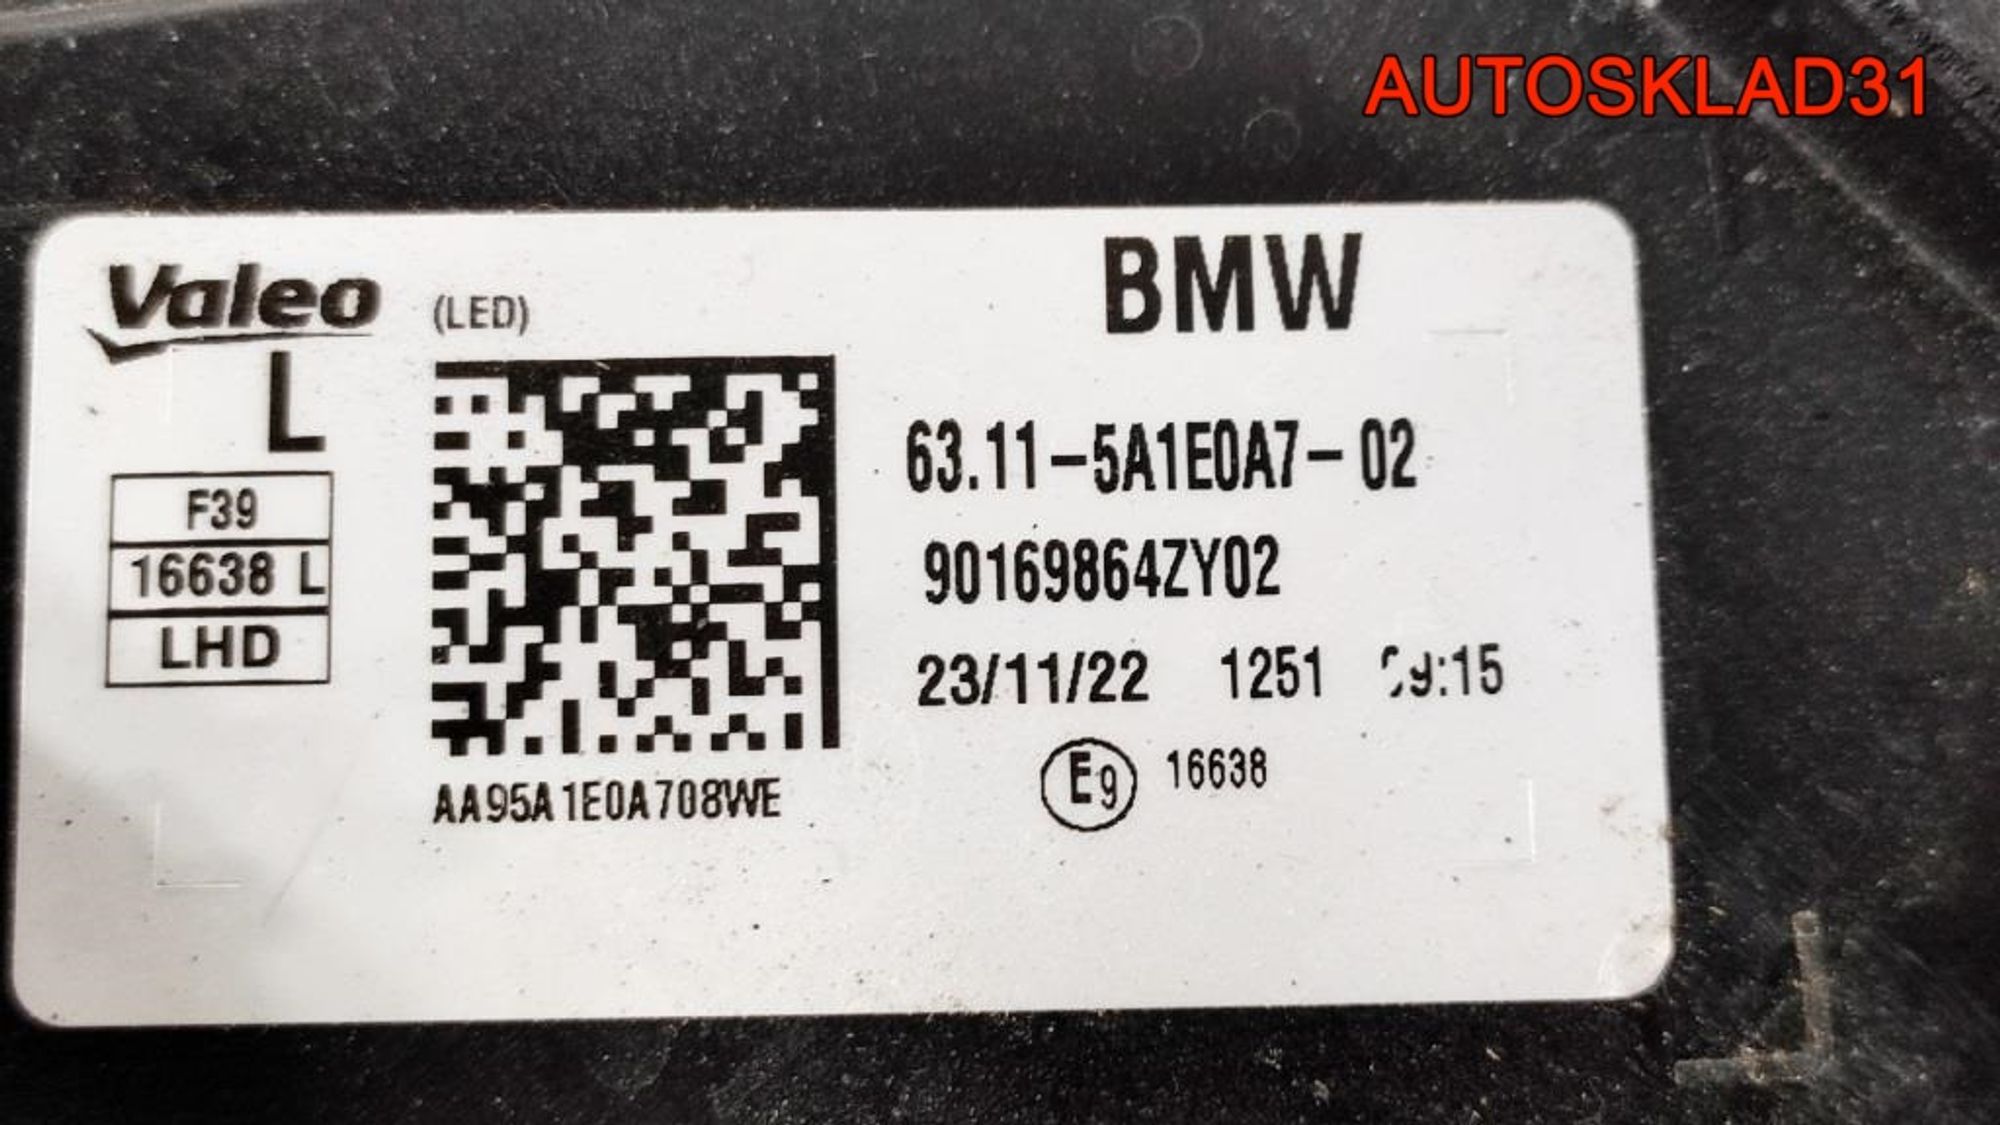 AUTOSKLAD31
Valeo (LED) BMW
L
F39
16638 L
LHD
63.11-5A1E0A7-02
90169864ZY02
23/11/22 1251 09:15
E9 16638
AA95A1E0A708WE